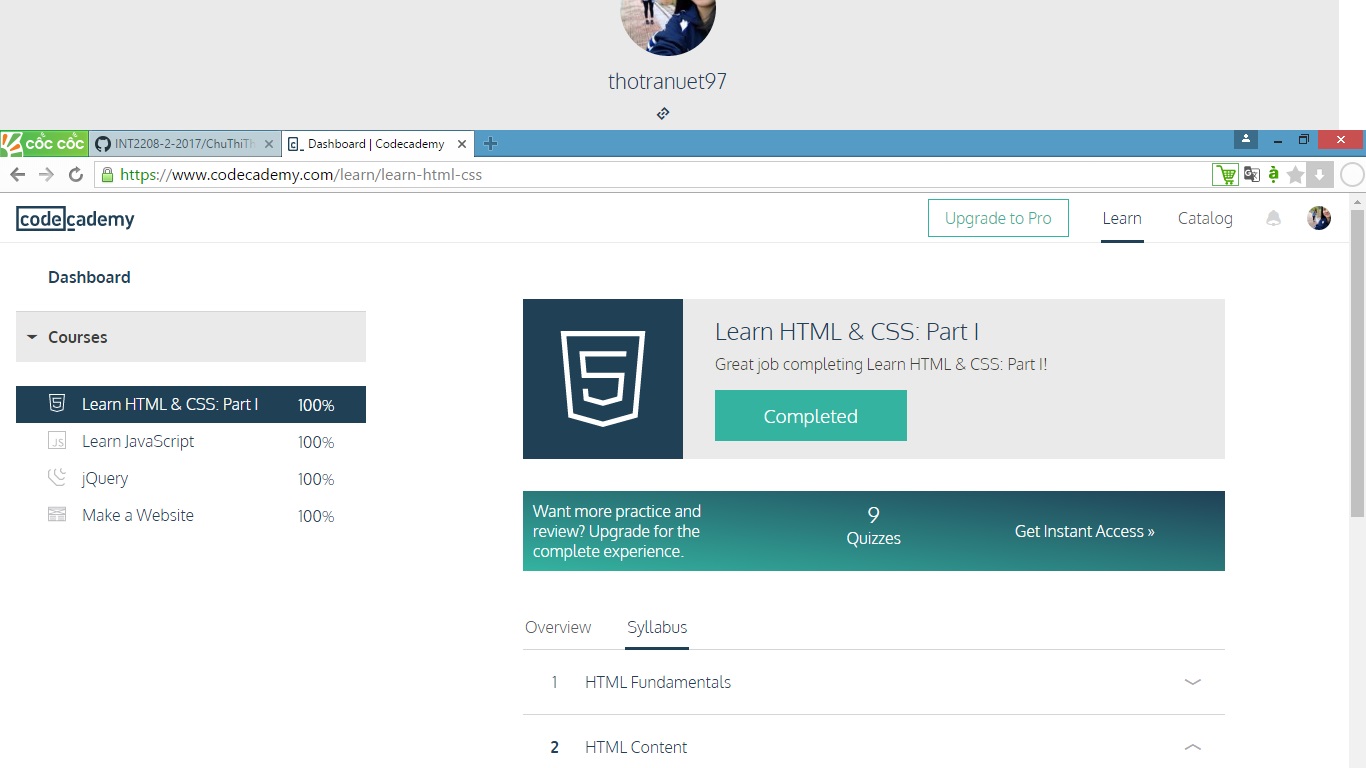 thotranuet97
cốc cốc
INT2208-2-2017/ChuThiTh
Dashboard | Codecademy
https://www.codecademy.com/learn/learn-html-css
codecademy
Upgrade to Pro
Learn
Catalog
Dashboard
Courses
Learn HTML & CSS: Part I 100%
Learn JavaScript 100%
jQuery 100%
Make a Website 100%
Learn HTML & CSS: Part I
Great job completing Learn HTML & CSS: Part I!
Completed
Want more practice and
review? Upgrade for the
complete experience.
9
Quizzes
Get Instant Access »
Overview
Syllabus
1 HTML Fundamentals
2 HTML Content